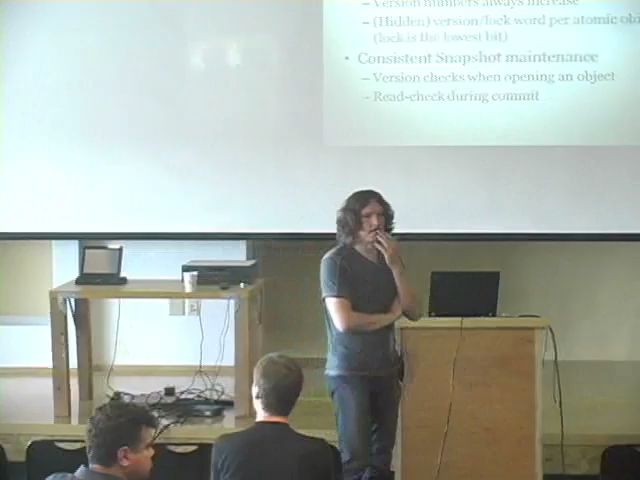 – Version numbers always increase
– (Hidden) version/lock word per atomic obj
(lock is the lowest bit)
• Consistent Snapshot maintenance
– Version checks when opening an object
– Read-check during commit